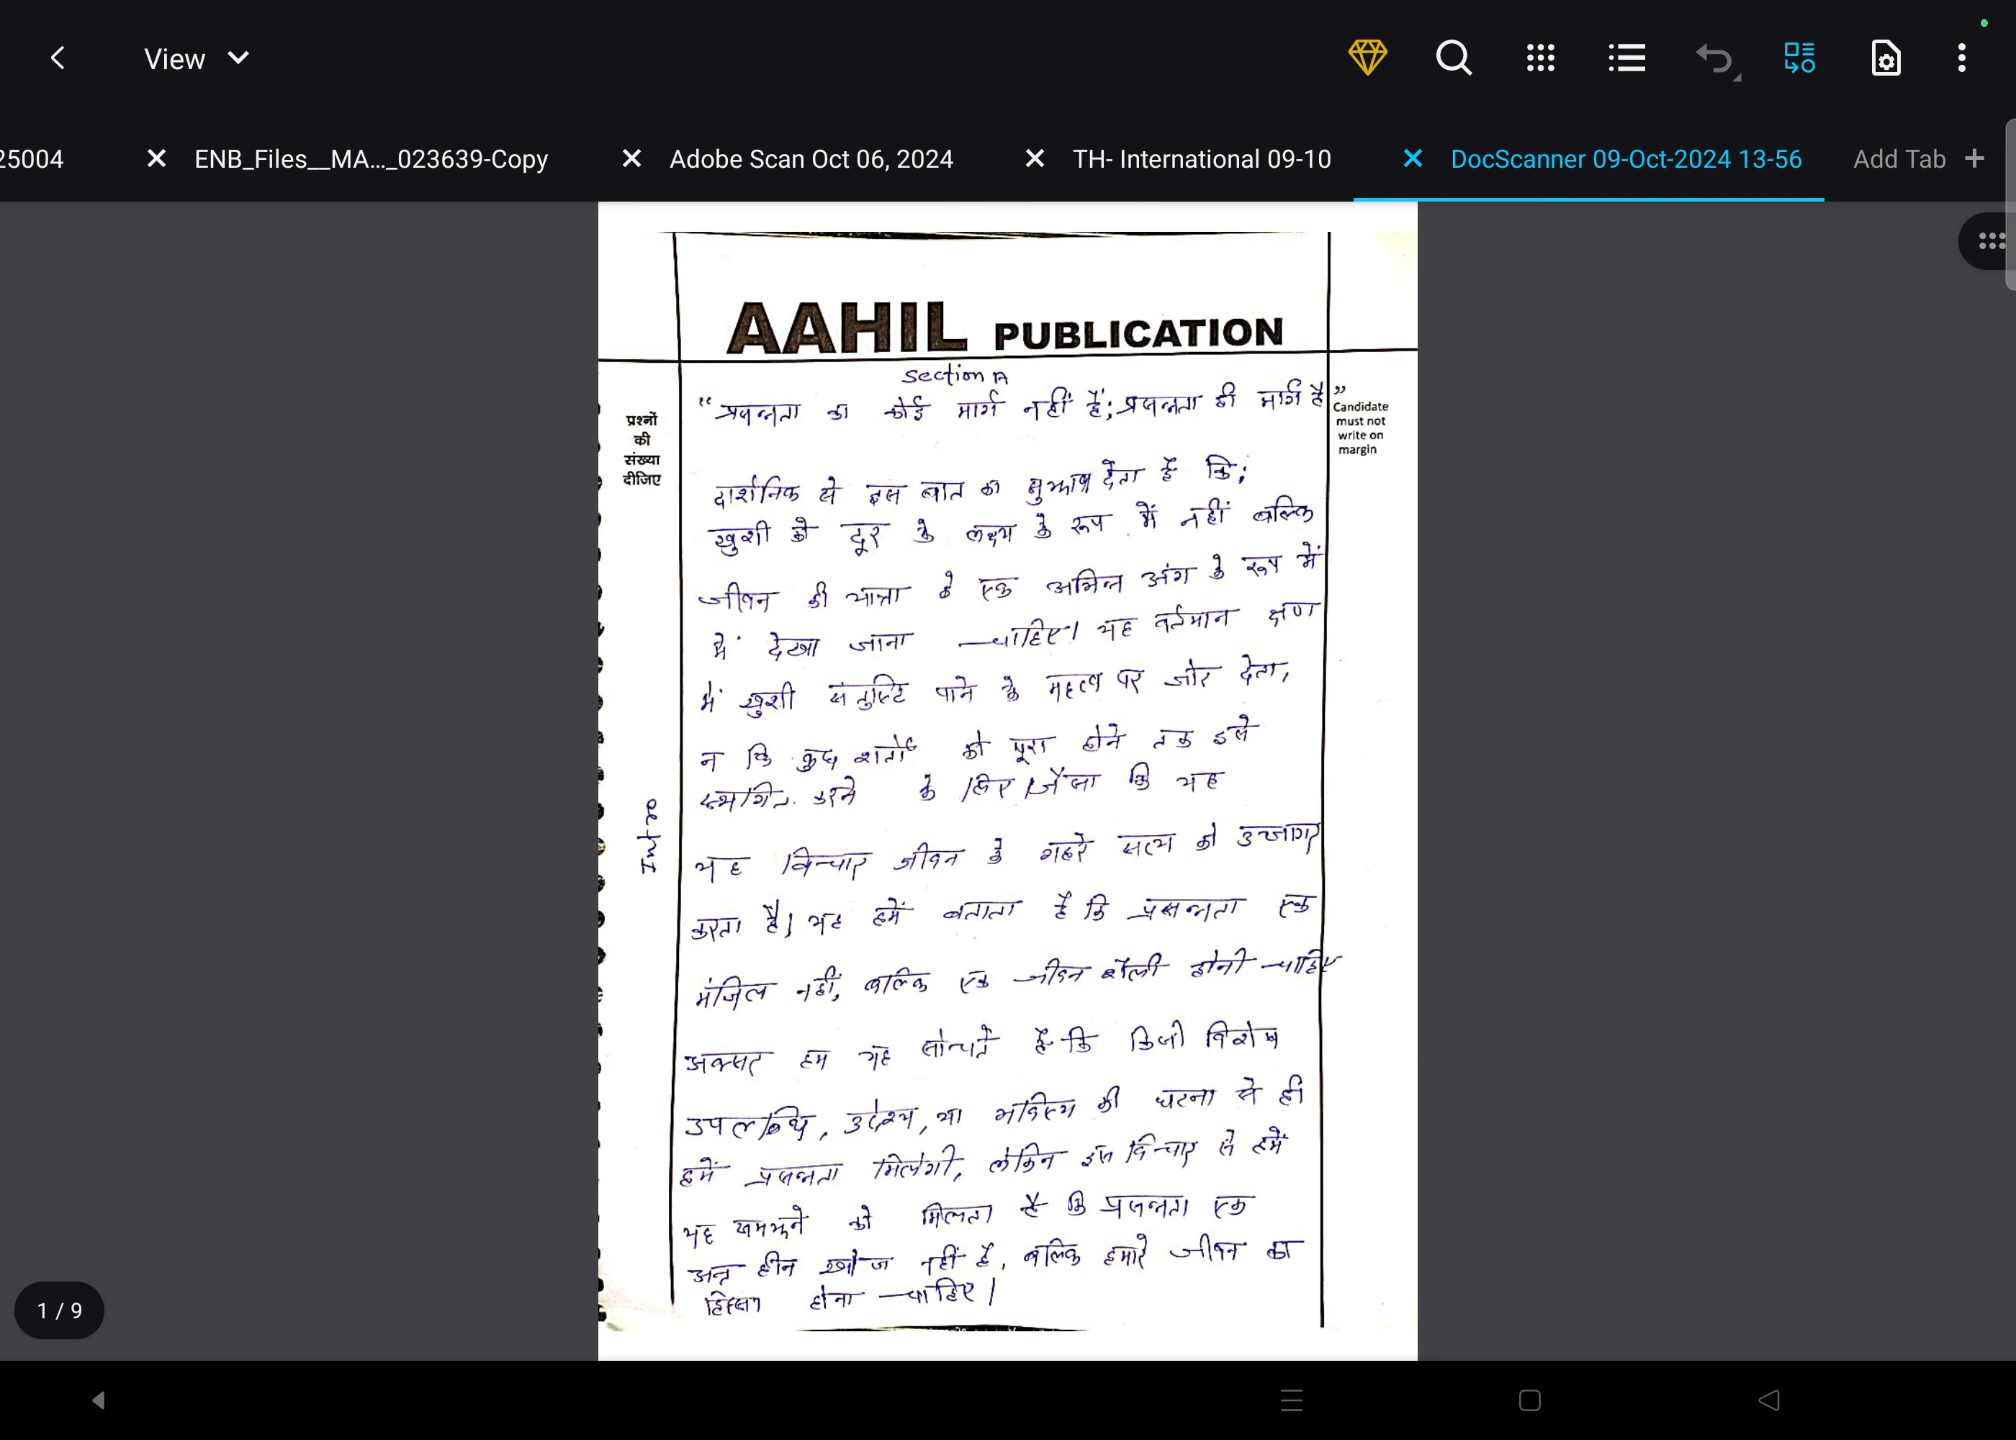 View
25004
ENB_Files__MA..._023639-Copy
Adobe Scan Oct 06, 2024
TH- International 09-10
DocScanner 09-Oct-2024 13-56
Add Tab
AAHIL PUBLICATION
Section A
"प्रसन्नता का कोई मार्ग नहीं है; प्रसन्नता ही मार्ग है"
प्रश्नों
की
संख्या
दीजिए
Candidate
must not
write on
margin
दार्शनिक से इस बात का सुझाव देता है कि;
खुशी को दूर के लक्ष्य के रूप में नहीं बल्कि
जीवन की यात्रा के एक अभिन्न अंग के रूप में
में देखा जाना चाहिए। यह वर्तमान क्षण
में खुशी संतुष्टि पाने के महत्व पर जोर देता,
न कि कुछ शर्तों को पूरा होने तक इसे
स्थगित करने के लिए। जैसा कि यह
Intro
यह विचार जीवन के गहरे सत्य को उजागर
करता है। यह हमें बताता है कि प्रसन्नता एक
मंजिल नहीं, बल्कि एक जीवन शैली होनी चाहिए
अक्सर हम यह सोचते हैं कि किसी विशेष
उपलब्धि, उद्देश्य, या भविष्य की घटना से ही
हमें प्रसन्नता मिलेगी, लेकिन इस विचार से हमें
यह समझने को मिलता है कि प्रसन्नता एक
अन्त हीन खोज नहीं है, बल्कि हमारे जीवन का
हिस्सा होना चाहिए।
1 / 9